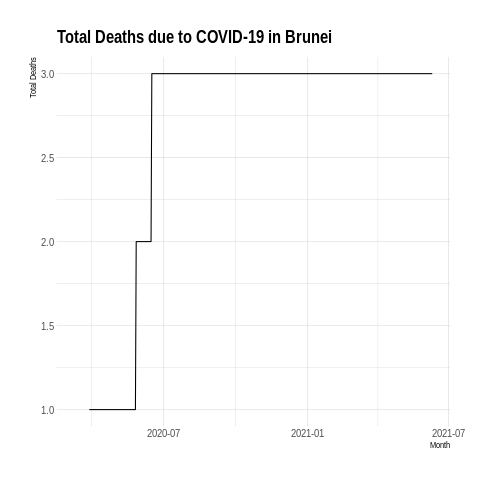 Total Deaths due to COVID-19 in Brunei
Total Deaths
3.0
2.5
2.0
1.5
1.0
2020-07
2021-01
2021-07
Month